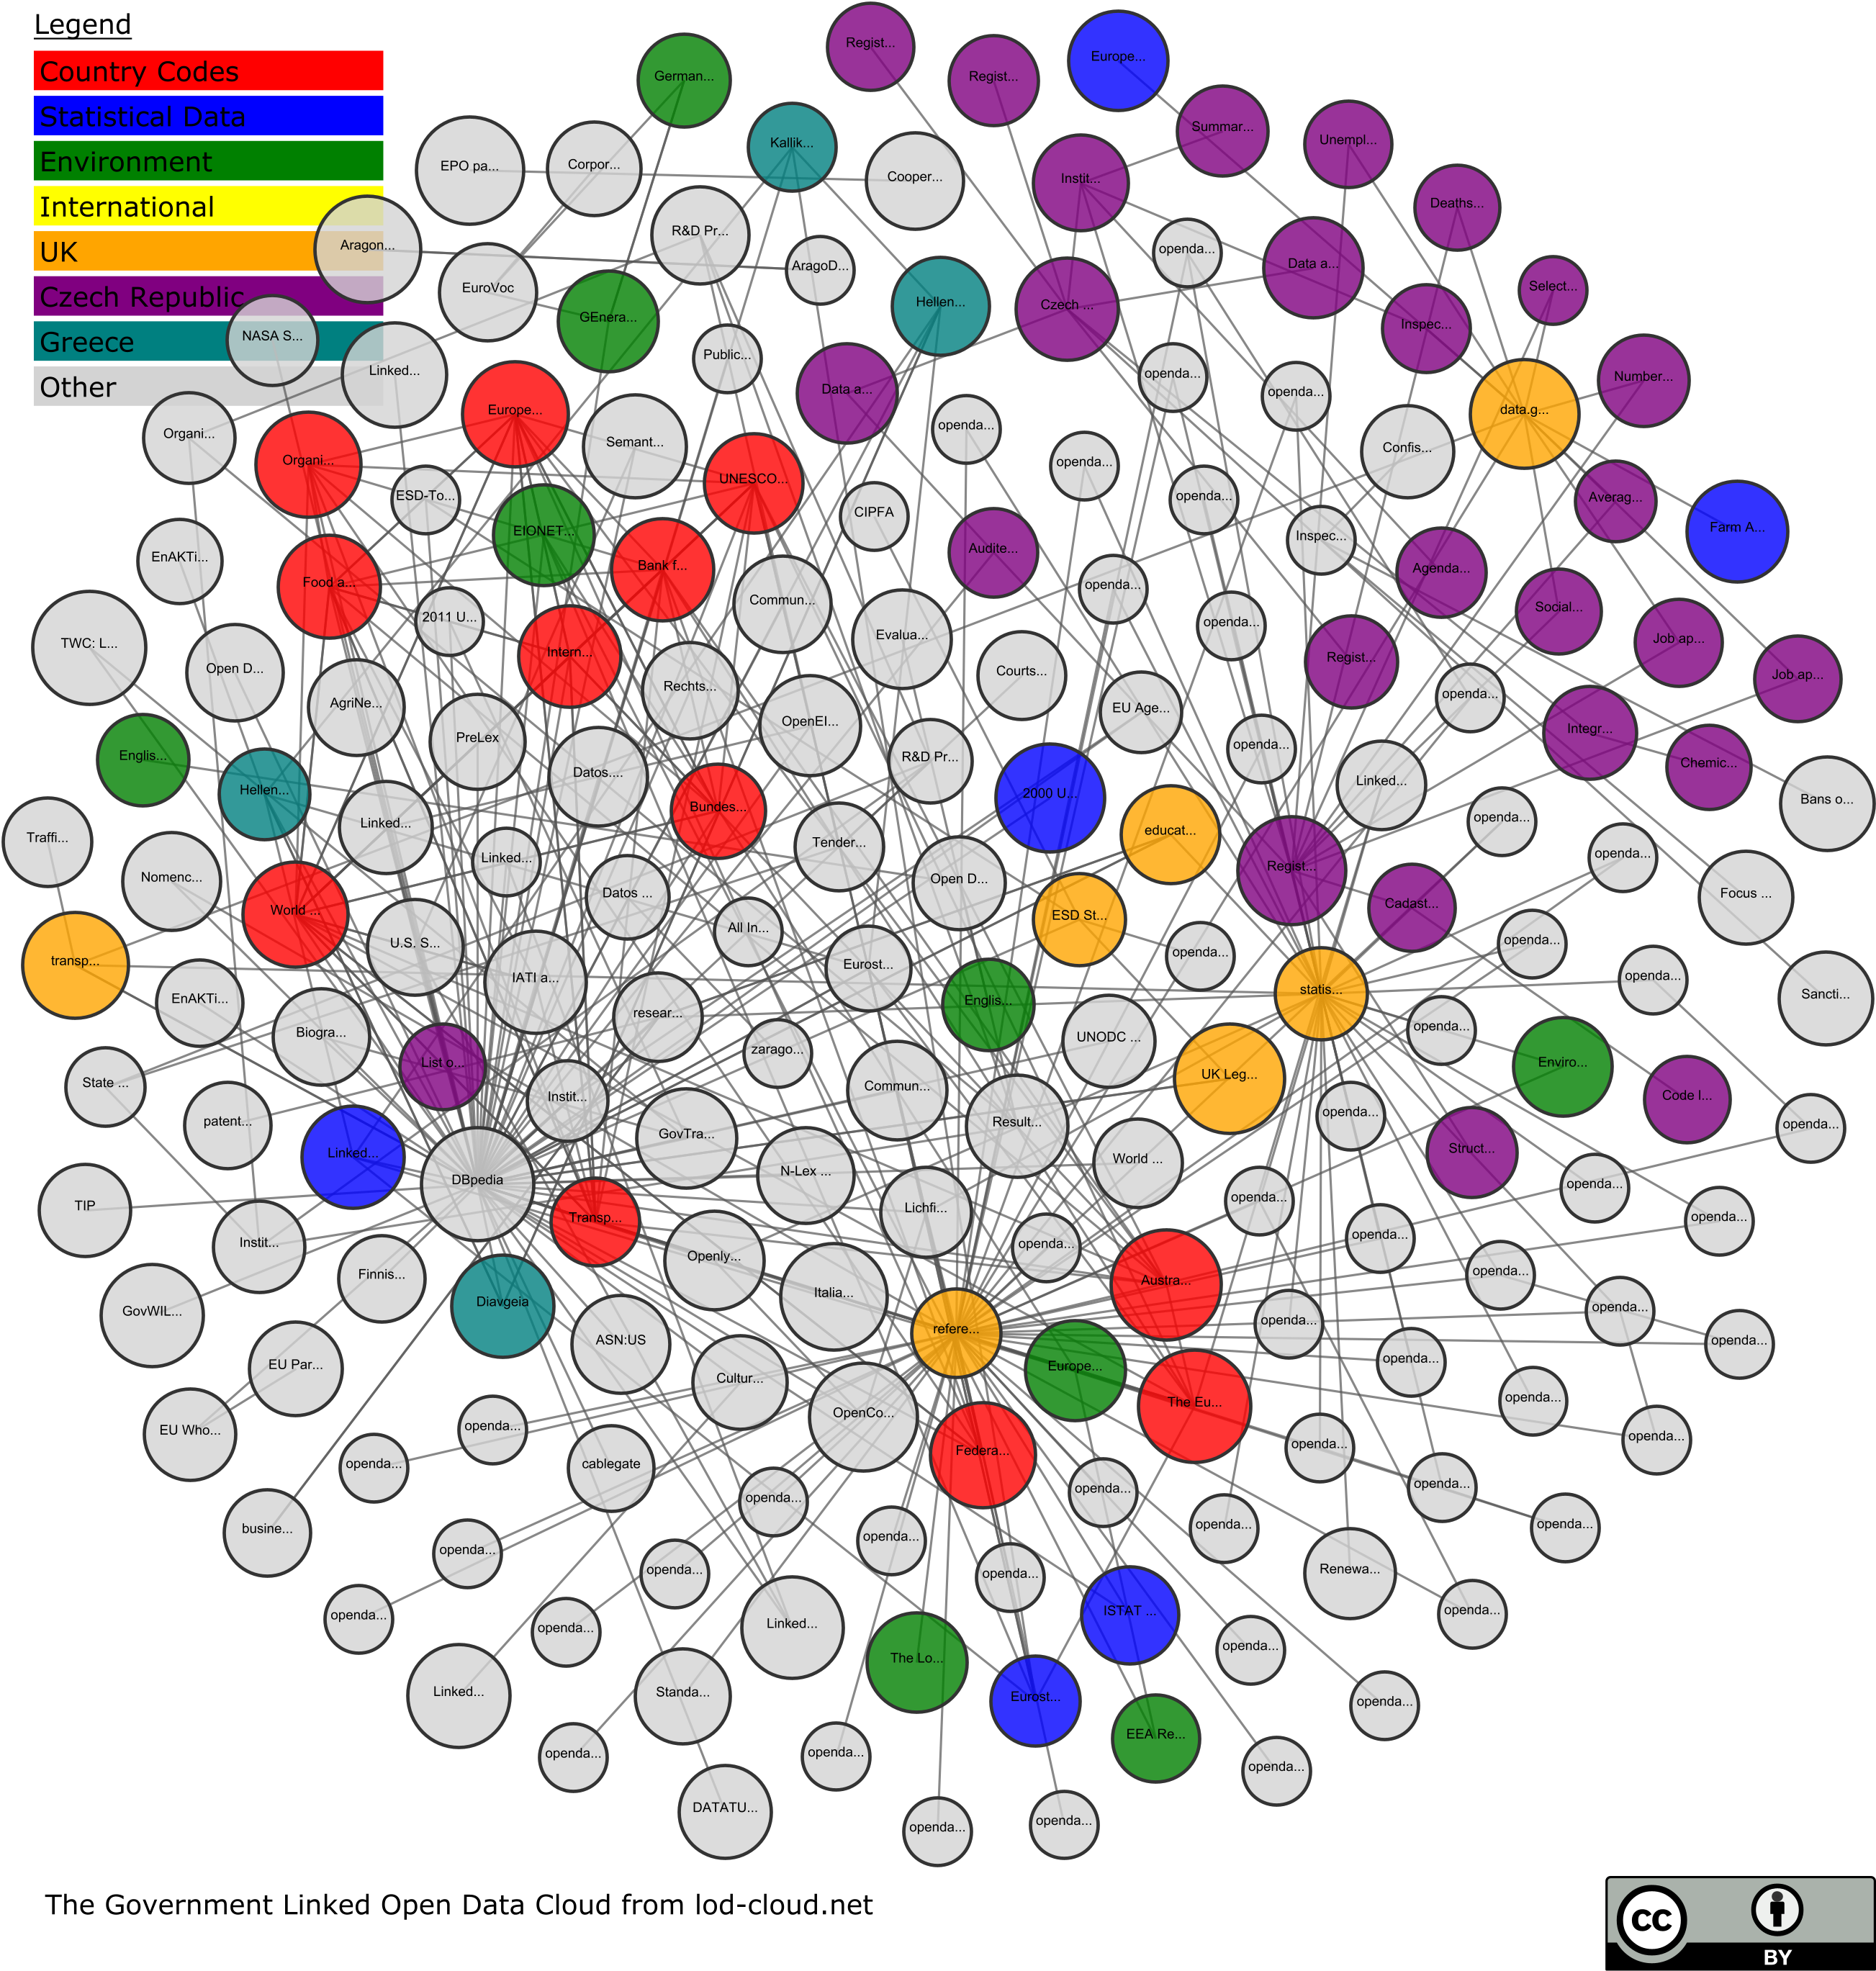 Legend
Country Codes
Statistical Data
Environment
International
UK
Czech Republic
Greece
Other
Regist...
Regist...
Europe...
German...
Summar...
Unempl...
Kallik...
EPO pa...
Corpor...
Cooper...
Instit...
Deaths...
R&D Pr...
Aragon...
openda...
AragoD...
Data a...
EuroVoc
Select...
Hellen...
Czech ...
GEnera...
Inspec...
NASA S...
Public...
Linked...
openda...
Number...
Data a...
openda...
Europe...
data.g...
openda...
Organi...
Semant...
Confis...
Organi...
openda...
UNESCO...
ESD-To...
openda...
Averag...
CIPFA
EIONET...
Farm A...
Inspec...
EnAKTi...
Audite...
Bank f...
Agenda...
Food a...
openda...
Commun...
Social...
2011 U...
openda...
Evalua...
TWC: L...
Job ap...
Intern...
Regist...
Open D...
Courts...
Job ap...
Rechts...
openda...
AgriNe...
EU Age...
OpenEI...
Integr...
PreLex
openda...
Englis...
R&D Pr...
Chemic...
Datos....
Linked...
Hellen...
2000 U...
Bans o...
Bundes...
openda...
Linked...
educat...
Traffi...
Tender...
openda...
Linked...
Regist...
Nomenc...
Open D...
Datos ...
Focus ...
Cadast...
World ...
ESD St...
All In...
openda...
U.S. S...
openda...
transp...
Eurost...
IATI a...
openda...
statis...
Sancti...
EnAKTi...
Englis...
resear...
openda...
Biogra...
UNODC ...
zarago...
List o...
Enviro...
UK Leg...
State ...
Commun...
Code l...
Instit...
openda...
patent...
Result...
openda...
GovTra...
Struct...
Linked...
World ...
N-Lex ...
DBpedia
openda...
openda...
TIP
Lichfi...
Transp...
openda...
openda...
Instit...
openda...
Openly...
openda...
Finnis...
Austra...
Italia...
Diavgeia
GovWIL...
openda...
openda...
refere...
ASN:US
openda...
openda...
EU Par...
Europe...
Cultur...
openda...
The Eu...
OpenCo...
openda...
EU Who...
openda...
openda...
Federa...
cablegate
openda...
openda...
openda...
openda...
busine...
openda...
openda...
openda...
openda...
Renewa...
openda...
openda...
ISTAT ...
openda...
openda...
Linked...
openda...
openda...
The Lo...
Linked...
Standa...
Eurost...
openda...
EEA Re...
openda...
openda...
openda...
DATATU...
openda...
openda...
The Government Linked Open Data Cloud from lod-cloud.net
cc
BY